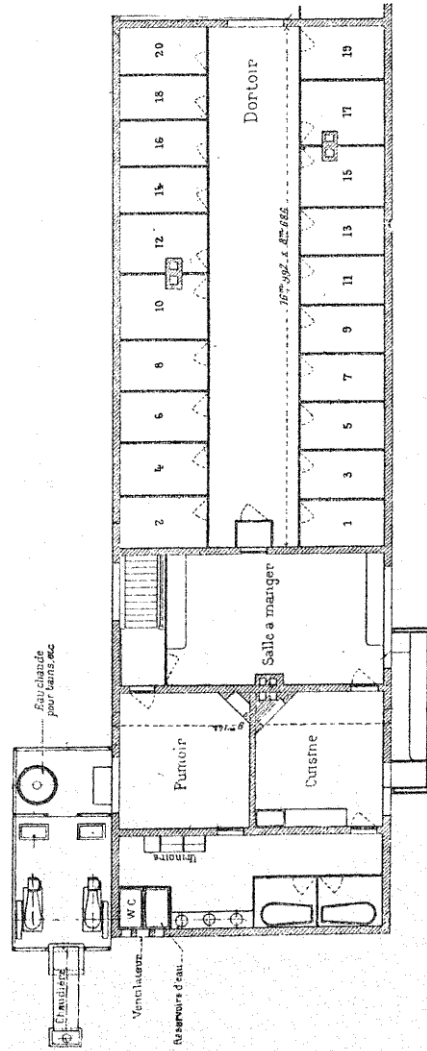 20
18
16
14
12
10
8
6
4
2
Dortoir
19
17
15
13
11
9
7
5
3
1
Salle a manger
Eau chaude
pour bains, etc
Fumoir
Cuisine
Urinoirs
W C
Ventilateur
Réservoirs d'eau
Chaudière